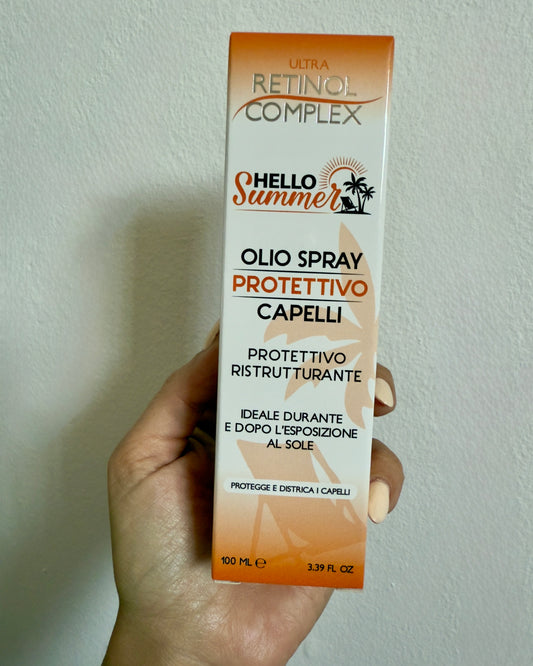 ULTRA
RETINOL
COMPLEX
HELLO
Summer
OLIO SPRAY
PROTETTIVO
CAPELLI
PROTETTIVO
RISTRUTTURANTE
IDEALE DURANTE
E DOPO L'ESPOSIZIONE
AL SOLE
PROTEGGE E DISTRICA I CAPELLI
100 ML ℮ 3.39 FL OZ